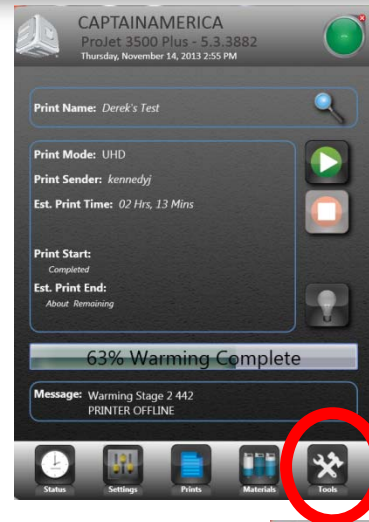 CAPTAINAMERICA
ProJet 3500 Plus - 5.3.3882
Thursday, November 14, 2013 2:55 PM
Print Name: Derek's Test
Print Mode: UHD
Print Sender: kennedyj
Est. Print Time: 02 Hrs, 13 Mins
Print Start:
Completed
Est. Print End:
About Remaining
63% Warming Complete
Message: Warming Stage 2 442
PRINTER OFFLINE
Status Settings Prints Materials Tools